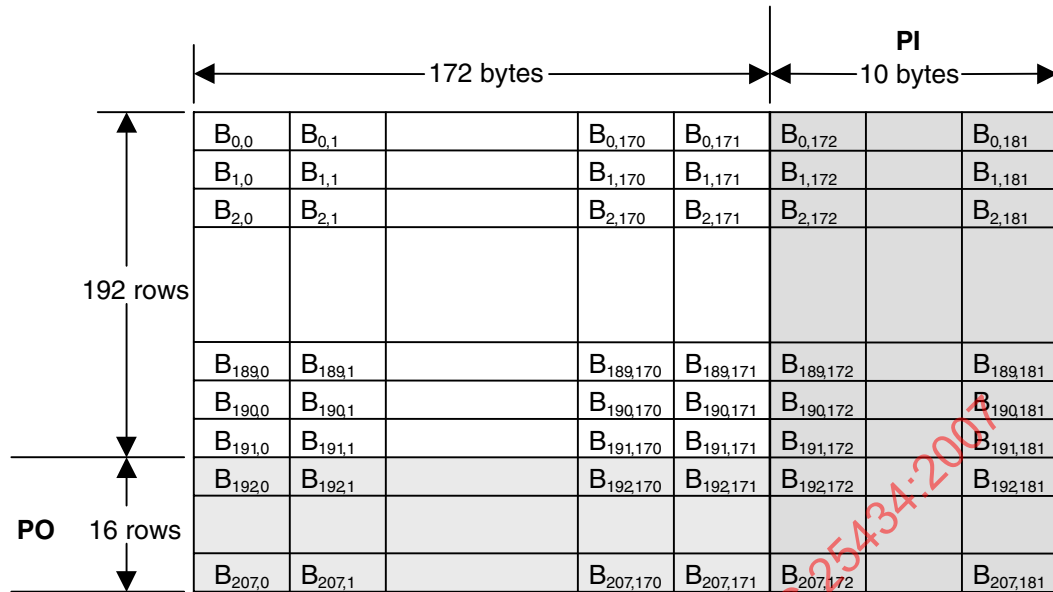 PI
172 bytes 10 bytes
B0,0 B0,1 B0,170 B0,171 B0,172 B0,181
B1,0 B1,1 B1,170 B1,171 B1,172 B1,181
B2,0 B2,1 B2,170 B2,171 B2,172 B2,181
192 rows
B189,0 B189,1 B189,170 B189,171 B189,172 B189,181
B190,0 B190,1 B190,170 B190,171 B190,172 B190,181
B191,0 B191,1 B191,170 B191,171 B191,172 B191,181
B192,0 B192,1 B192,170 B192,171 B192,172 B192,181
PO 16 rows
B207,0 B207,1 B207,170 B207,171 B207,172 B207,181
25434:2007